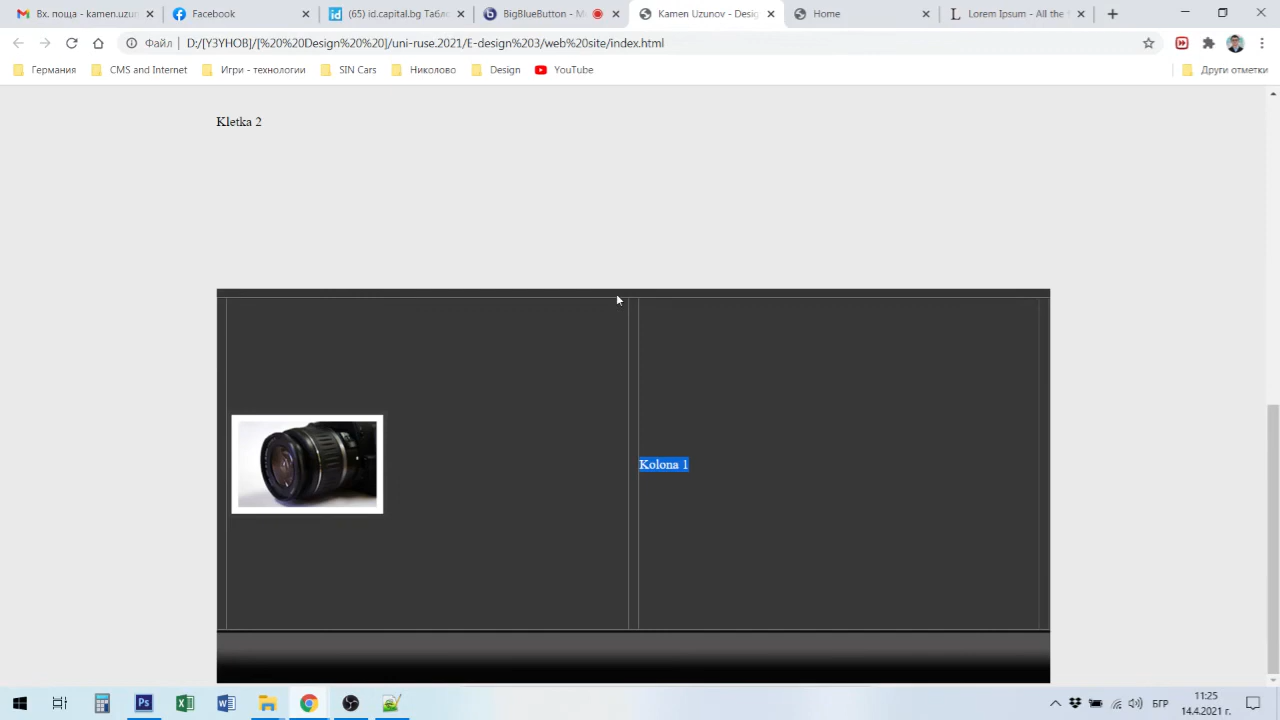 Вх. поща - kamen.uzun
Facebook
(65) id.capital.bg Табло
BigBlueButton - М
Kamen Uzunov - Desig
Home
Lorem Ipsum - All the
Файл
D:/[УЗУНОВ]/[%20%20Design%20%20]/uni-ruse.2021/E-design%203/web%20site/index.html
Германия
CMS and Internet
Игри - технологии
SIN Cars
Николово
Design
YouTube
Други отметки
Kletka 2
Kolona 1
11:25
БГР
14.4.2021 г.